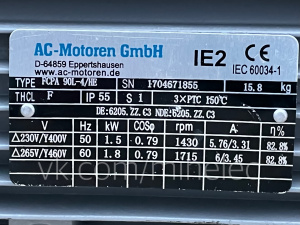 AC-Motoren GmbH
D-64859 Eppertshausen
www.ac-motoren.de
IE2 CE
IEC 60034-1
TYPE FCPA 90L-4/HE SN 1704671855 15.8 kg
THCL F IP 55 S 1 3×PTC 150℃
DE:6205.ZZ.C3 NDE:6205.ZZ.C3
V Hz kW COSφ rpm A. η%
△230V/Y400V 50 1.5 0.79 1430 5.76/3.31 82.8%
△265V/Y460V 60 1.8 0.79 1715 6/3.45 82.8%
vk.com/minelec